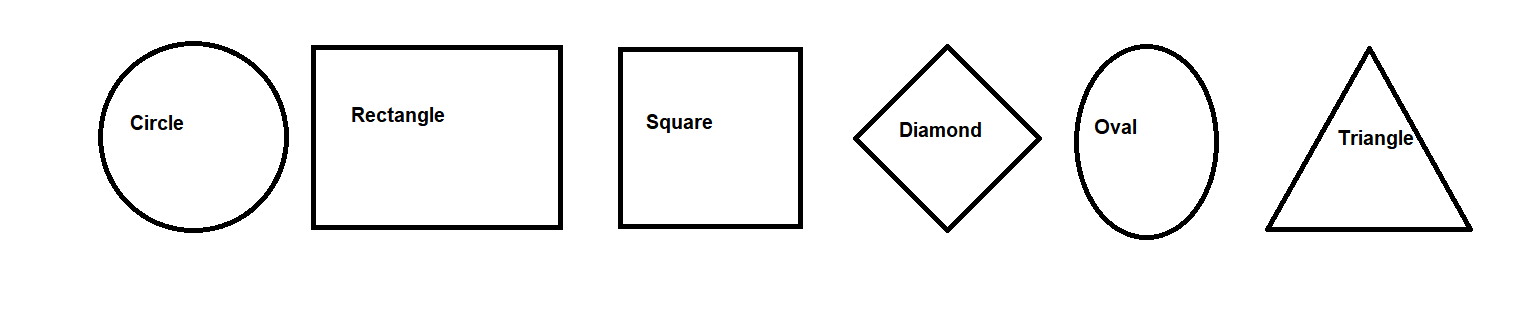 Circle
Rectangle
Square
Diamond
Oval
Triangle